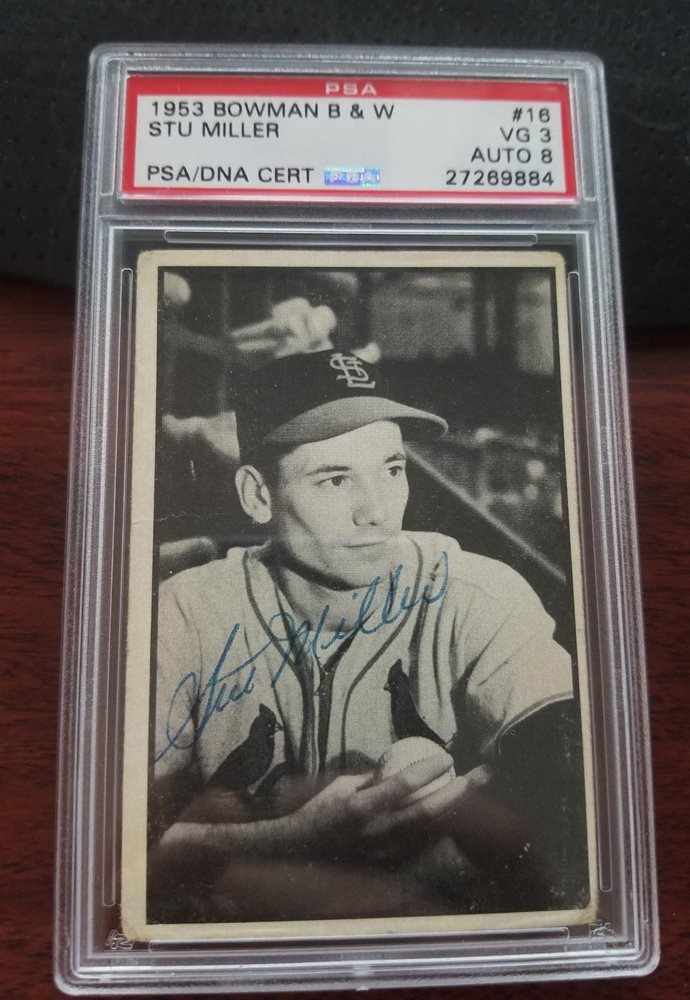 PSA
1953 BOWMAN B & W #16
STU MILLER VG 3
AUTO 8
PSA/DNA CERT 27269884
StL
Stu Miller